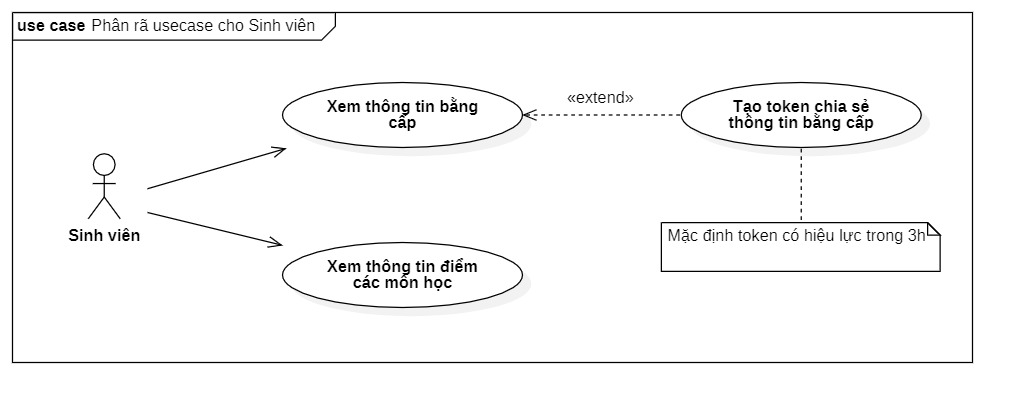 use case Phân rã usecase cho Sinh viên
Xem thông tin bằng
cấp
«extend»
Tạo token chia sẻ
thông tin bằng cấp
Sinh viên
Mặc định token có hiệu lực trong 3h
Xem thông tin điểm
các môn học